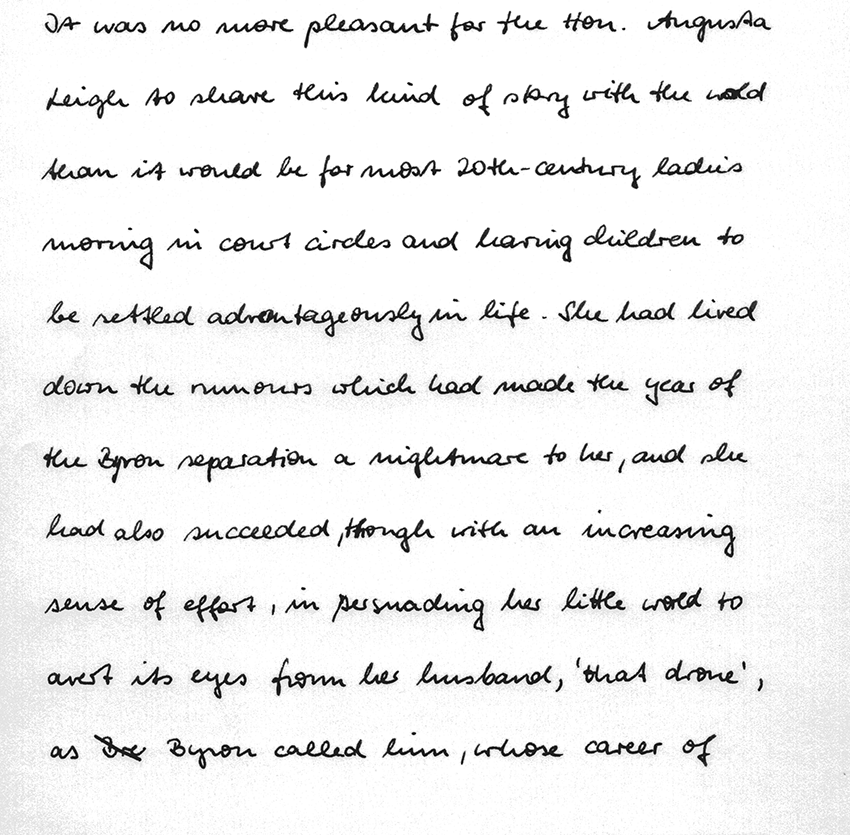 It was no more pleasant for the Hon. Augusta
Leigh to share this kind of story with the world
than it would be for most 20th-century ladies
moving in court circles and having children to
be settled advantageously in life. She had lived
down the rumours which had made the year of
the Byron separation a nightmare to her, and she
had also succeeded, though with an increasing
sense of effort, in persuading her little world to
avert its eyes from her husband, 'that drone',
as Byron called him, whose career of